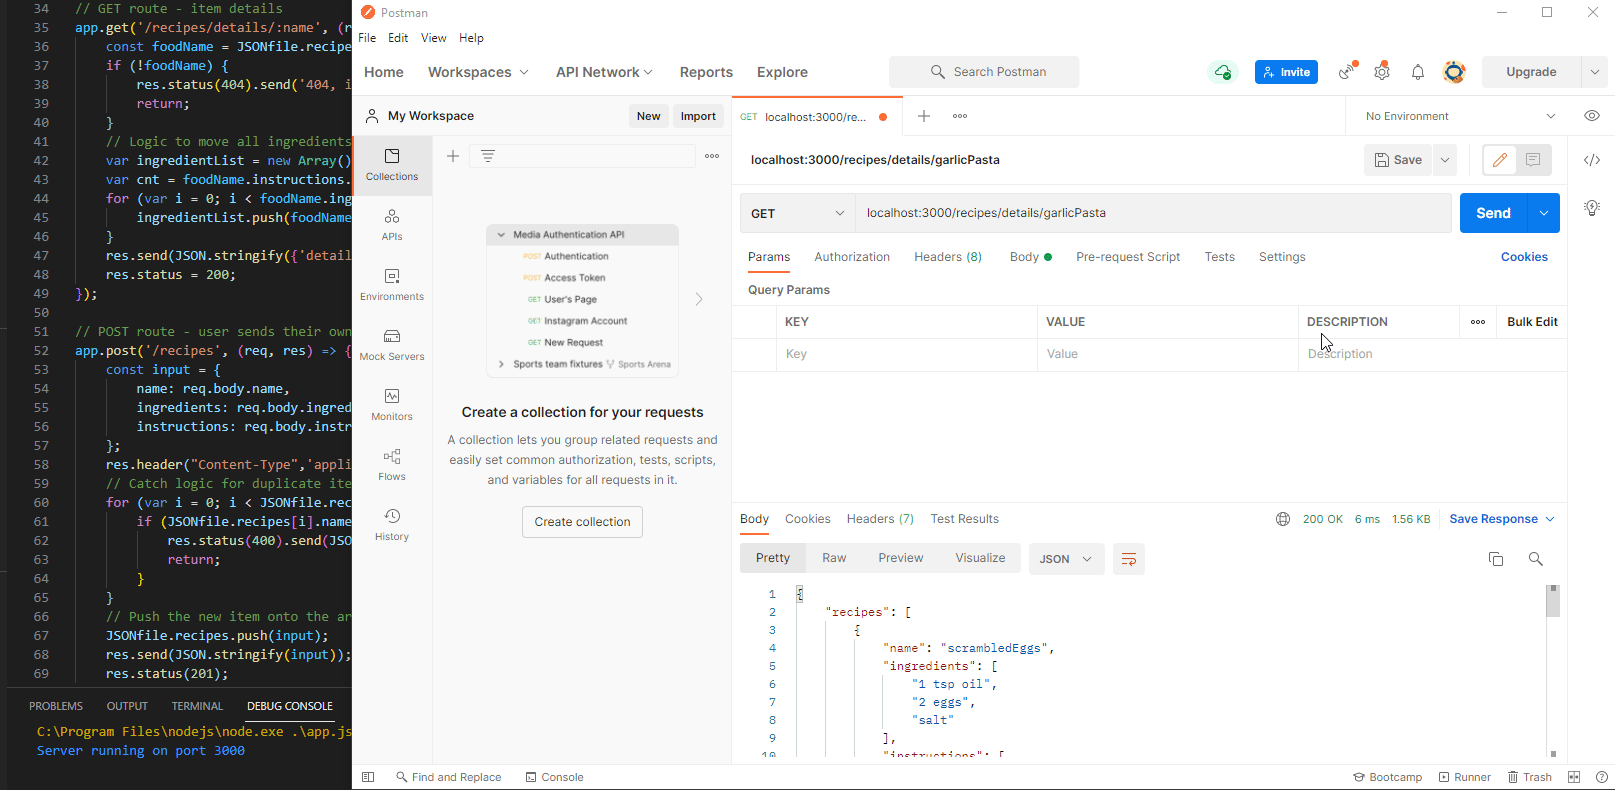 34 // GET route - item details
35 app.get('/recipes/details/:name', (r
36 const foodName = JSONfile.recipe
37 if (!foodName) {
38 res.status(404).send('404, i
39 return;
40 }
41 // Logic to move all ingredients
42 var ingredientList = new Array()
43 var cnt = foodName.instructions.
44 for (var i = 0; i < foodName.ing
45 ingredientList.push(foodName
46 }
47 res.send(JSON.stringify({'detail
48 res.status = 200;
49 });
50
51 // POST route - user sends their own
52 app.post('/recipes', (req, res) => {
53 const input = {
54 name: req.body.name,
55 ingredients: req.body.ingred
56 instructions: req.body.instr
57 };
58 res.header("Content-Type",'appli
59 // Catch logic for duplicate ite
60 for (var i = 0; i < JSONfile.rec
61 if (JSONfile.recipes[i].name
62 res.status(400).send(JSO
63 return;
64 }
65 }
66 // Push the new item onto the ar
67 JSONfile.recipes.push(input);
68 res.send(JSON.stringify(input));
69 res.status(201);
PROBLEMS OUTPUT TERMINAL DEBUG CONSOLE
C:\Program Files\nodejs\node.exe .\app.js
Server running on port 3000
Postman
File Edit View Help
Home Workspaces API Network Reports Explore Search Postman Invite Upgrade
My Workspace New Import
Collections
APIs
Environments
Mock Servers
Monitors
Flows
History
Media Authentication API
POST Authentication
POST Access Token
GET User's Page
GET Instagram Account
GET New Request
Sports team fixtures Sports Arena
Create a collection for your requests
A collection lets you group related requests and
easily set common authorization, tests, scripts,
and variables for all requests in it.
Create collection
GET localhost:3000/re... No Environment
localhost:3000/recipes/details/garlicPasta Save
GET localhost:3000/recipes/details/garlicPasta Send
Params Authorization Headers (8) Body Pre-request Script Tests Settings Cookies
Query Params
KEY VALUE DESCRIPTION Bulk Edit
Key Value Description
Body Cookies Headers (7) Test Results 200 OK 6 ms 1.56 KB Save Response
Pretty Raw Preview Visualize JSON
1 {
2 "recipes": [
3 {
4 "name": "scrambledEggs",
5 "ingredients": [
6 "1 tsp oil",
7 "2 eggs",
8 "salt"
9 ],
10 "instructions": [
Find and Replace Console Bootcamp Runner Trash